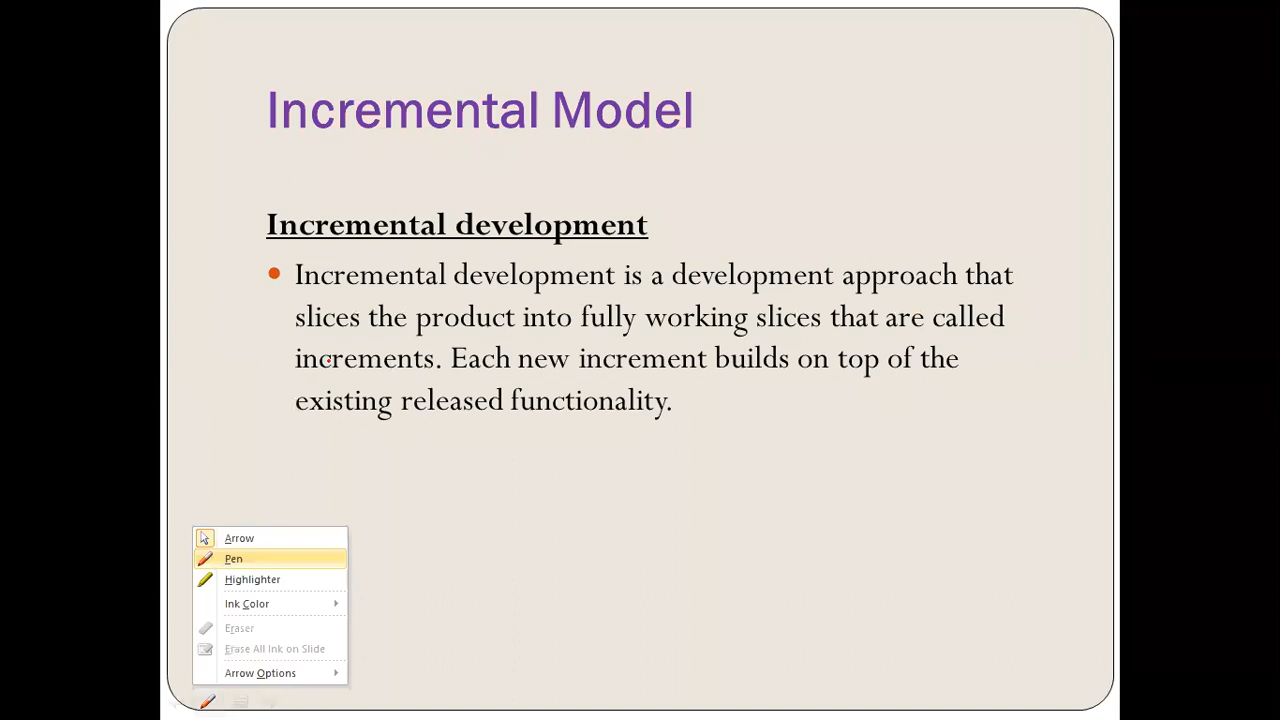 Incremental Model
Incremental development
Incremental development is a development approach that
slices the product into fully working slices that are called
increments. Each new increment builds on top of the
existing released functionality.
Arrow
Pen
Highlighter
Ink Color
Eraser
Erase All Ink on Slide
Arrow Options